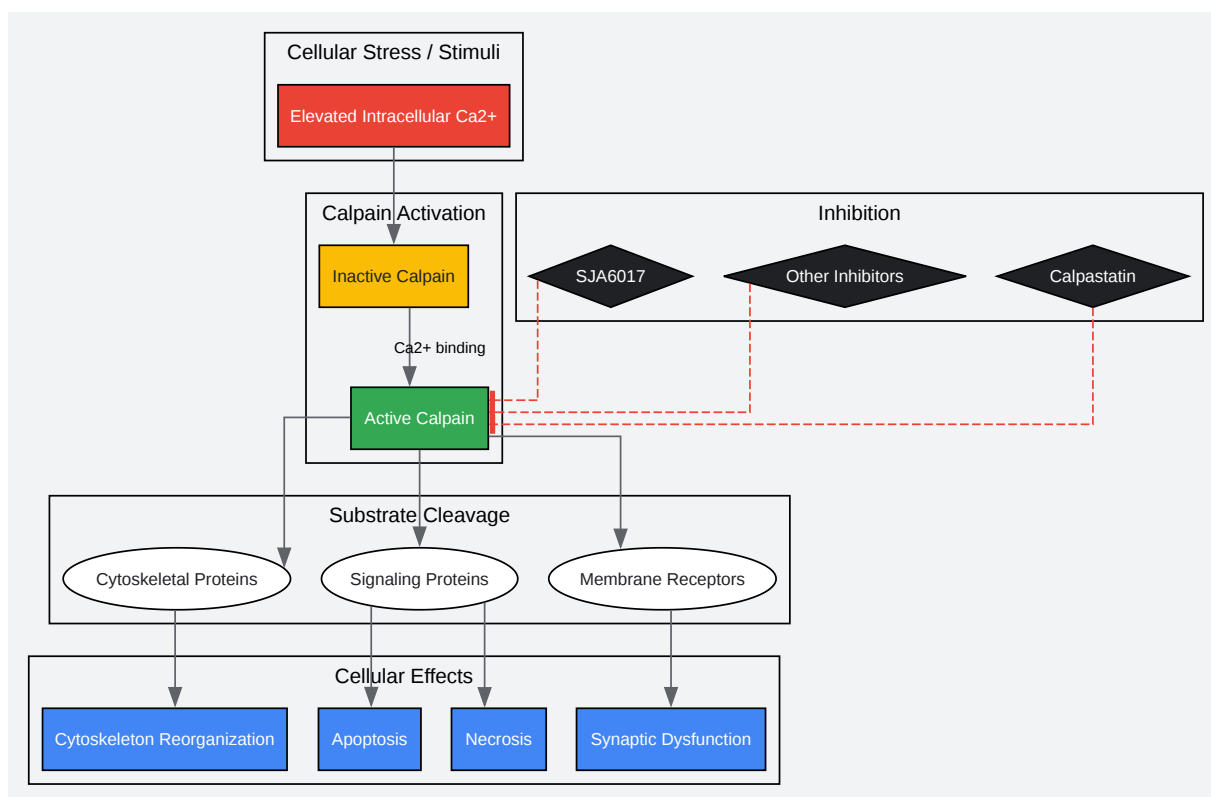 Cellular Stress / Stimuli
Elevated Intracellular Ca2+
Calpain Activation
Inhibition
Inactive Calpain
SJA6017
Other Inhibitors
Calpastatin
Ca2+ binding
Active Calpain
Substrate Cleavage
Cytoskeletal Proteins
Signaling Proteins
Membrane Receptors
Cellular Effects
Cytoskeleton Reorganization
Apoptosis
Necrosis
Synaptic Dysfunction